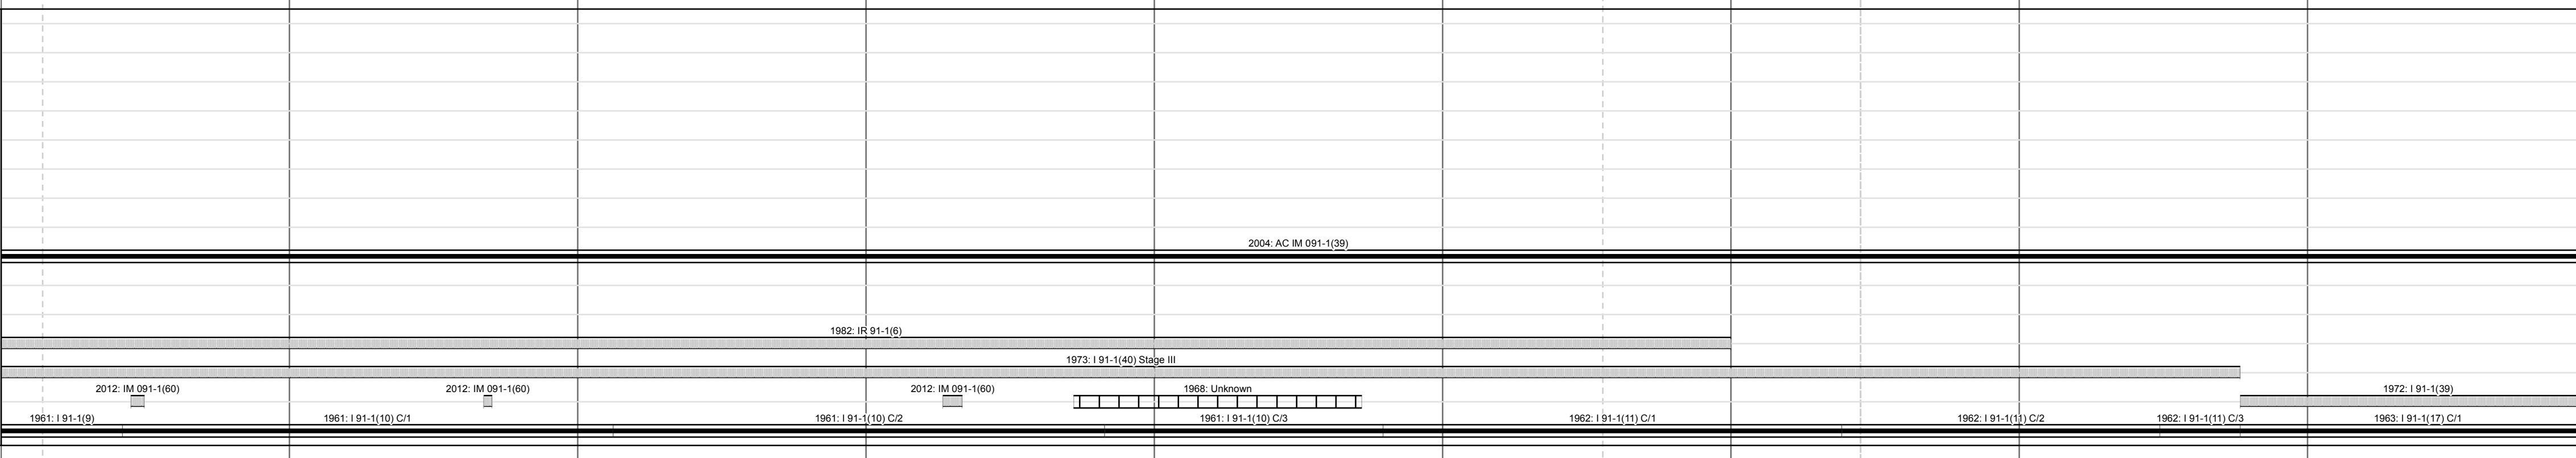 2004: AC IM 091-1(39)
1982: IR 91-1(6)
1973: I 91-1(40) Stage III
2012: IM 091-1(60) 2012: IM 091-1(60) 2012: IM 091-1(60) 1968: Unknown 1972: I 91-1(39)
1961: I 91-1(9) 1961: I 91-1(10) C/1 1961: I 91-1(10) C/2 1961: I 91-1(10) C/3 1962: I 91-1(11) C/1 1962: I 91-1(11) C/2 1962: I 91-1(11) C/3 1963: I 91-1(17) C/1